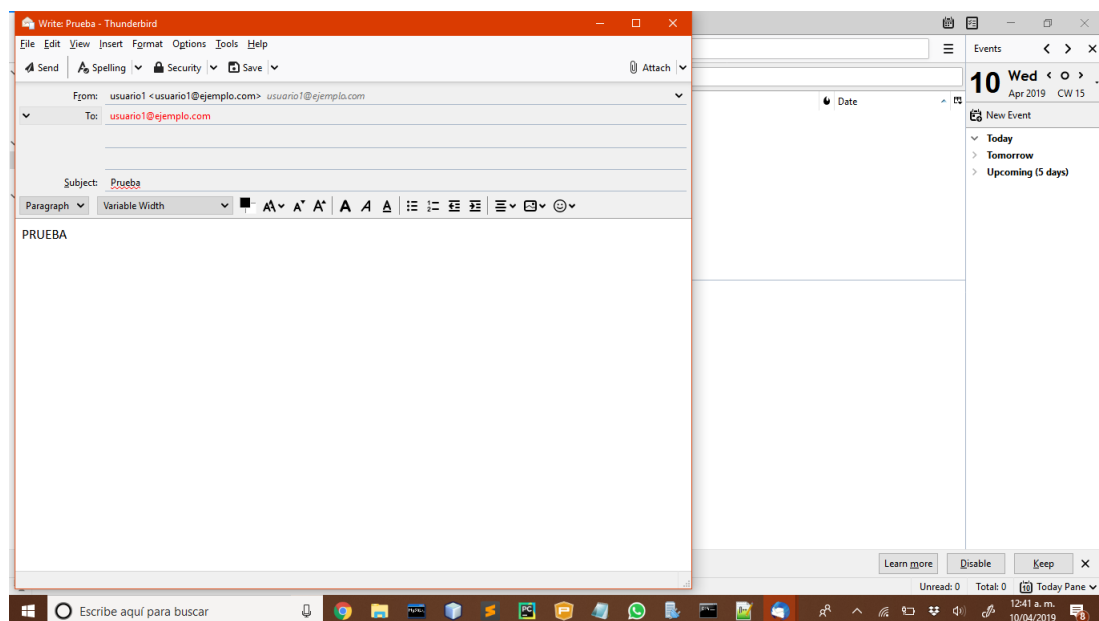 Write: Prueba - Thunderbird
File Edit View Insert Format Options Tools Help
Send Spelling Security Save Attach
From: usuario1 <usuario1@ejemplo.com> usuario1@ejemplo.com
To: usuario1@ejemplo.com
Subject: Prueba
Paragraph Variable Width
PRUEBA
Date
Events
10 Wed
Apr 2019 CW 15
New Event
Today
Tomorrow
Upcoming (5 days)
Learn more Disable Keep
Unread: 0 Total: 0 10 Today Pane
Escribe aquí para buscar
12:41 a. m.
10/04/2019
8